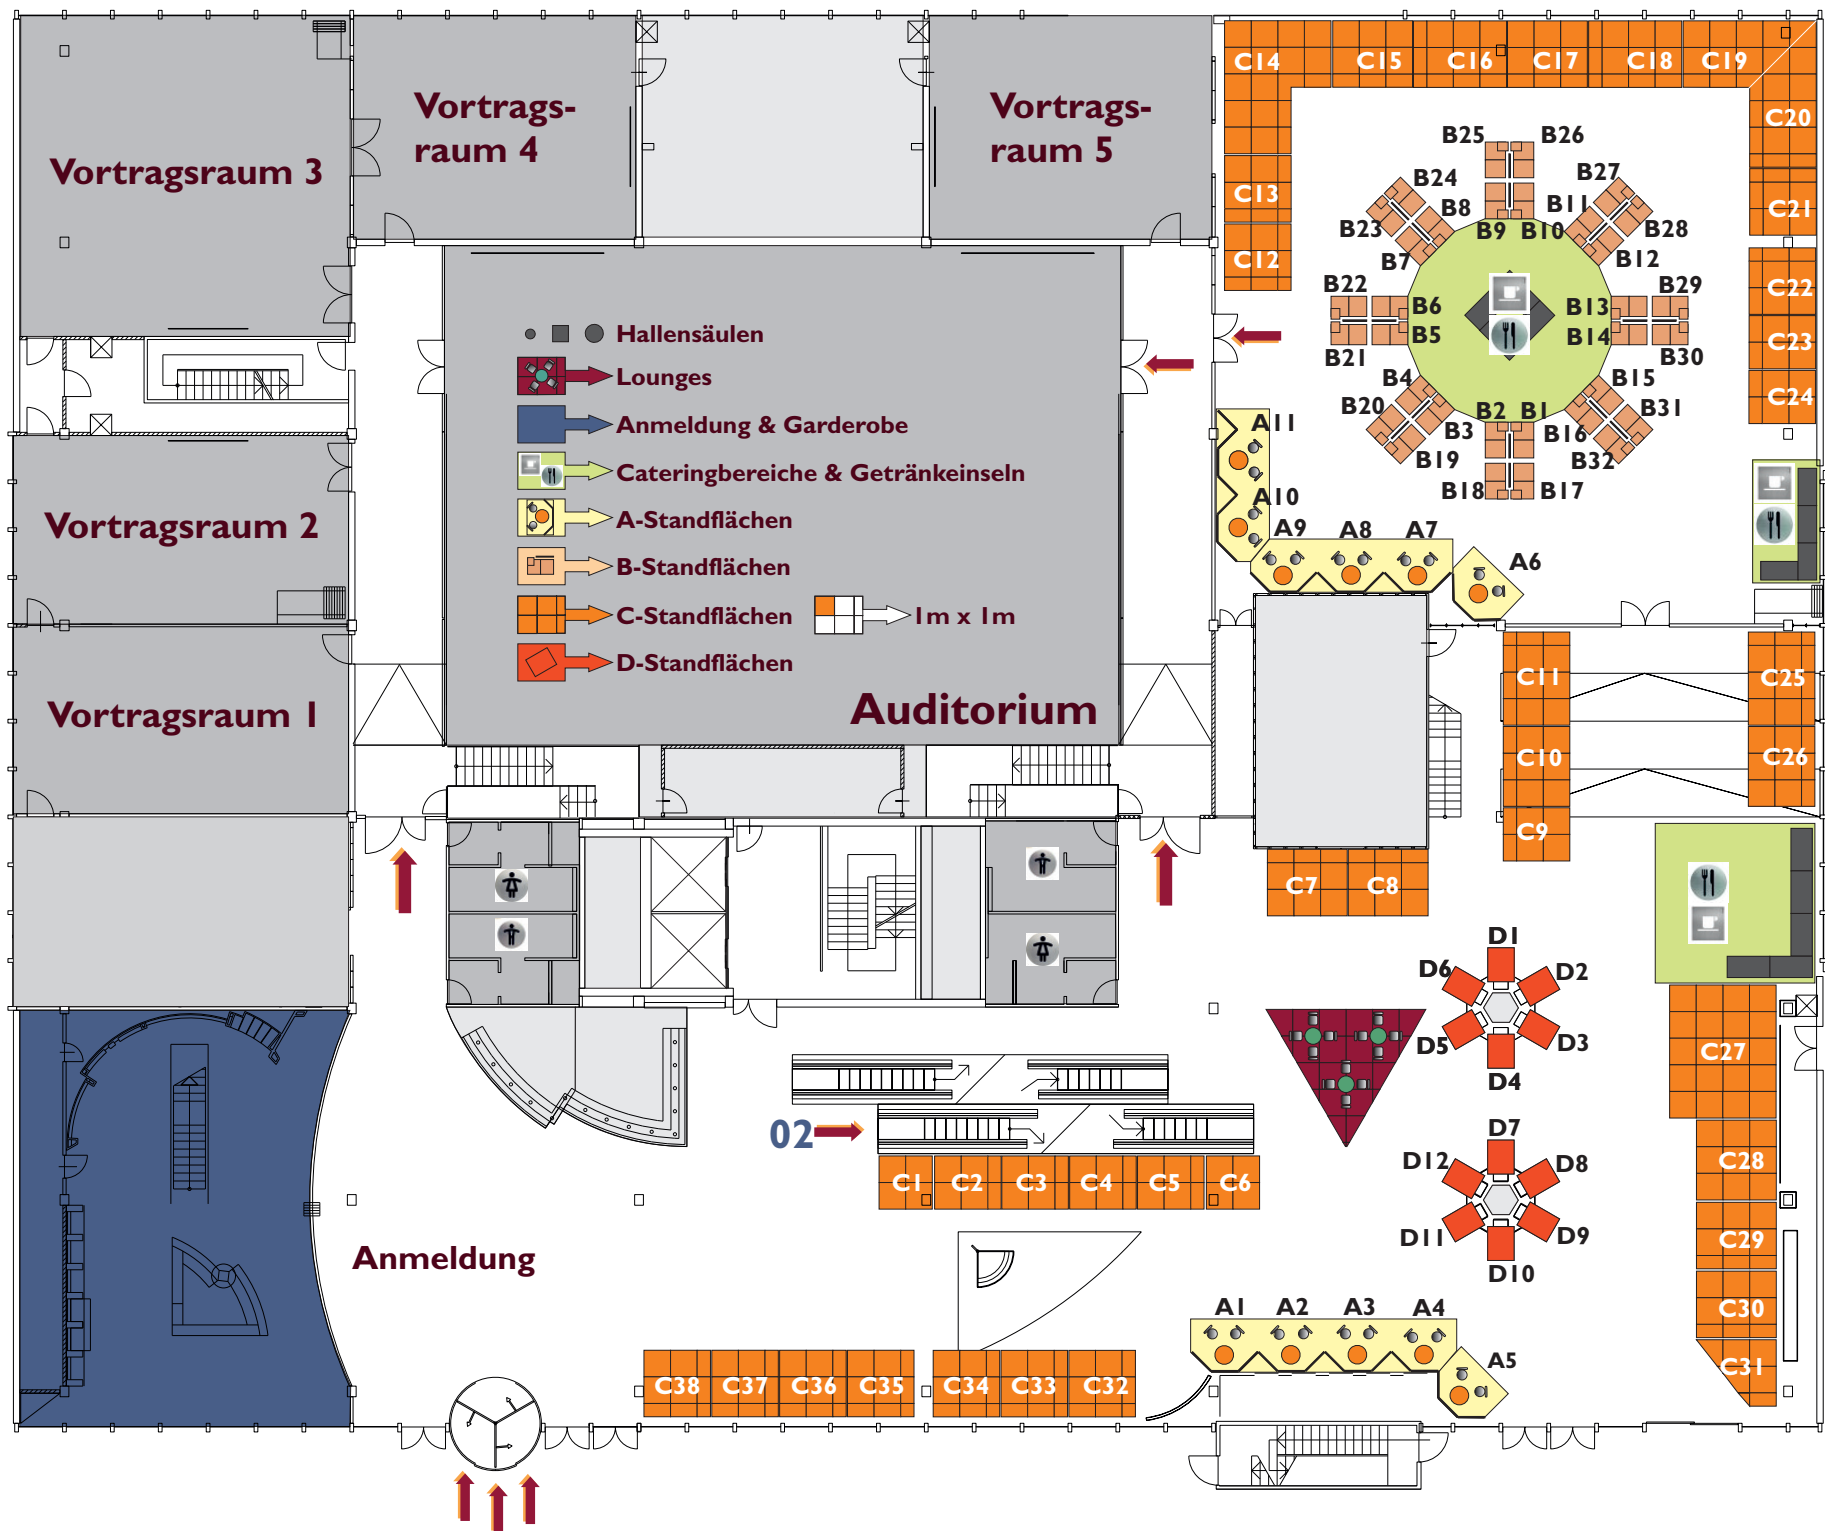 C14
C15
C16
C17
C18
C19
C20
C13
C21
C12
C22
C23
C24
Vortrags-
raum 4
Vortrags-
raum 5
Vortragsraum 3
B25
B26
B24
B27
B23
B8
B11
B28
B9
B10
B7
B12
B22
B6
B13
B29
B21
B5
B14
B30
B4
B15
B20
B2
B1
B31
B3
B16
B19
B32
B18
B17
Hallensäulen
Lounges
Anmeldung & Garderobe
Cateringbereiche & Getränkeinseln
A-Standflächen
B-Standflächen
C-Standflächen
1m x 1m
D-Standflächen
Auditorium
A11
A10
A9
A8
A7
A6
Vortragsraum 2
Vortragsraum 1
C11
C25
C10
C26
C9
C7
C8
D1
D6
D2
D5
D3
D4
C27
02
D7
D12
D8
D11
D9
D10
C28
C29
C30
C31
C1
C2
C3
C4
C5
C6
Anmeldung
A1
A2
A3
A4
A5
C38
C37
C36
C35
C34
C33
C32